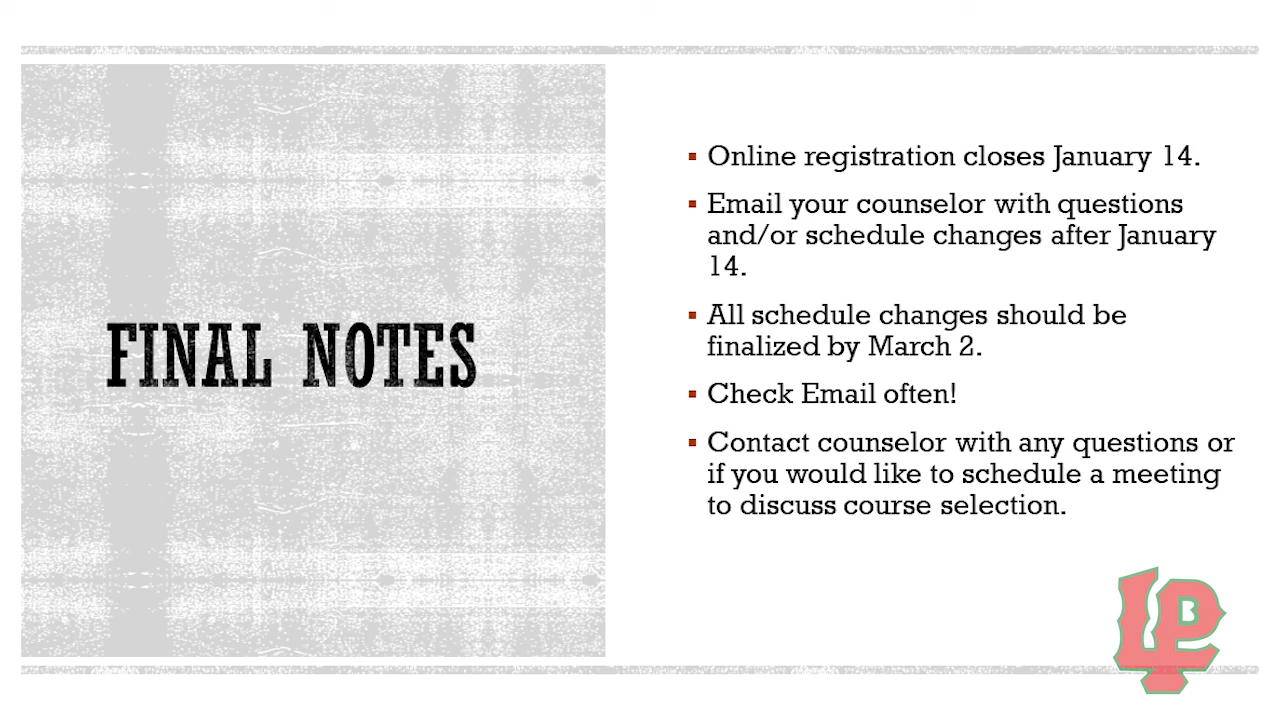 FINAL NOTES
▪ Online registration closes January 14.
▪ Email your counselor with questions
and/or schedule changes after January
14.
▪ All schedule changes should be
finalized by March 2.
▪ Check Email often!
▪ Contact counselor with any questions or
if you would like to schedule a meeting
to discuss course selection.
LP